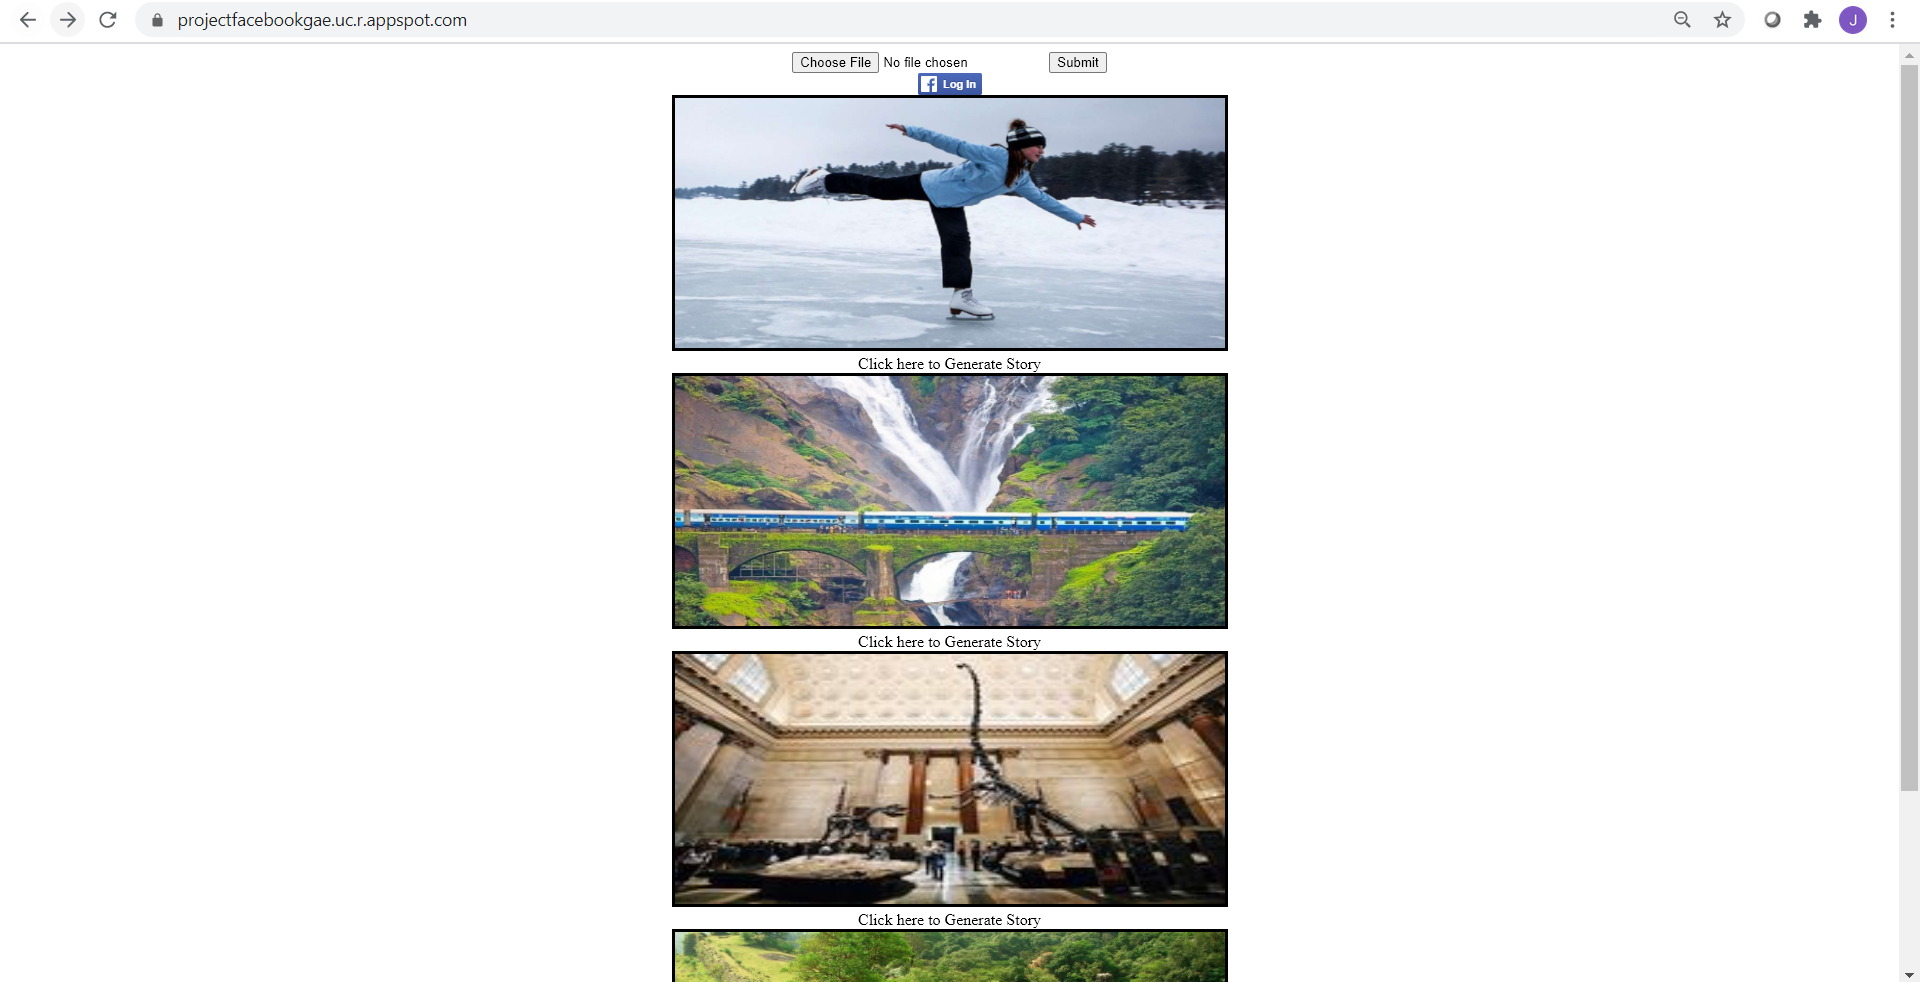 projectfacebookgae.uc.r.appspot.com
J
Choose File No file chosen Submit
f Log In
Click here to Generate Story
Click here to Generate Story
Click here to Generate Story